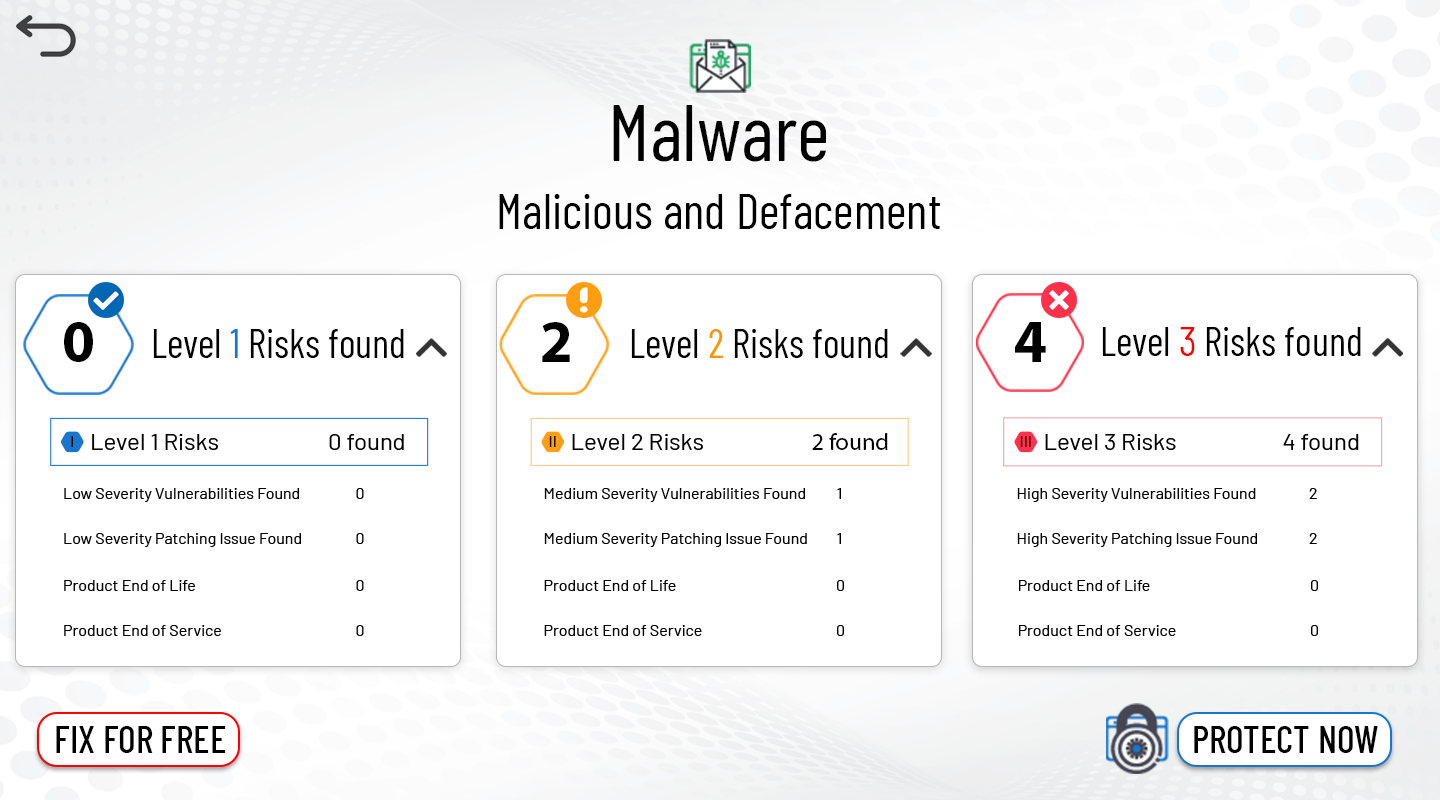 Malware
Malicious and Defacement
0
Level 1 Risks found
I Level 1 Risks 0 found
Low Severity Vulnerabilities Found 0
Low Severity Patching Issue Found 0
Product End of Life 0
Product End of Service 0
2
Level 2 Risks found
II Level 2 Risks 2 found
Medium Severity Vulnerabilities Found 1
Medium Severity Patching Issue Found 1
Product End of Life 0
Product End of Service 0
4
Level 3 Risks found
III Level 3 Risks 4 found
High Severity Vulnerabilities Found 2
High Severity Patching Issue Found 2
Product End of Life 0
Product End of Service 0
FIX FOR FREE
PROTECT NOW